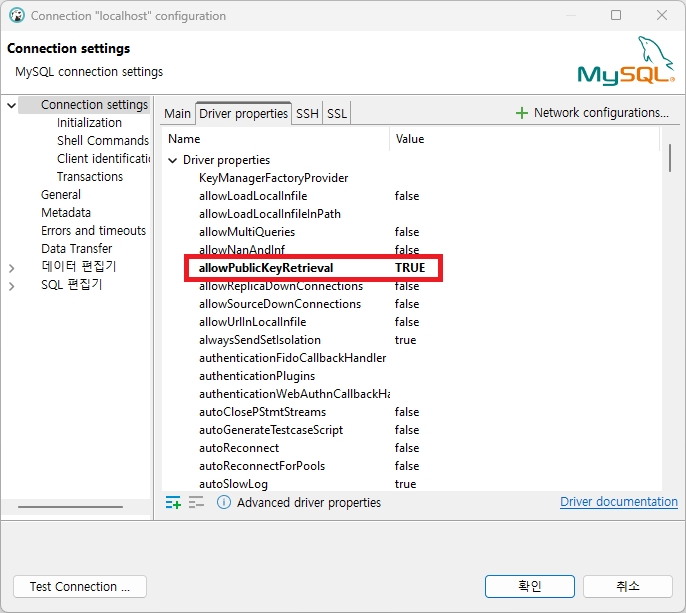 Connection "localhost" configuration
Connection settings
MySQL connection settings
MySQL®
Connection settings
Initialization
Shell Commands
Client identificatio
Transactions
General
Metadata
Errors and timeouts
Data Transfer
데이터 편집기
SQL 편집기
Main Driver properties SSH SSL Network configurations...
Name Value
Driver properties
KeyManagerFactoryProvider
allowLoadLocalInfile false
allowLoadLocalInfileInPath
allowMultiQueries false
allowNanAndInf false
allowPublicKeyRetrieval TRUE
allowReplicaDownConnections false
allowSourceDownConnections false
allowUrlInLocalInfile false
alwaysSendSetIsolation true
authenticationFidoCallbackHandler
authenticationPlugins
authenticationWebAuthnCallbackHa
autoClosePStmtStreams false
autoGenerateTestcaseScript false
autoReconnect false
autoReconnectForPools false
autoSlowLog true
Advanced driver properties Driver documentation
Test Connection ... 확인 취소